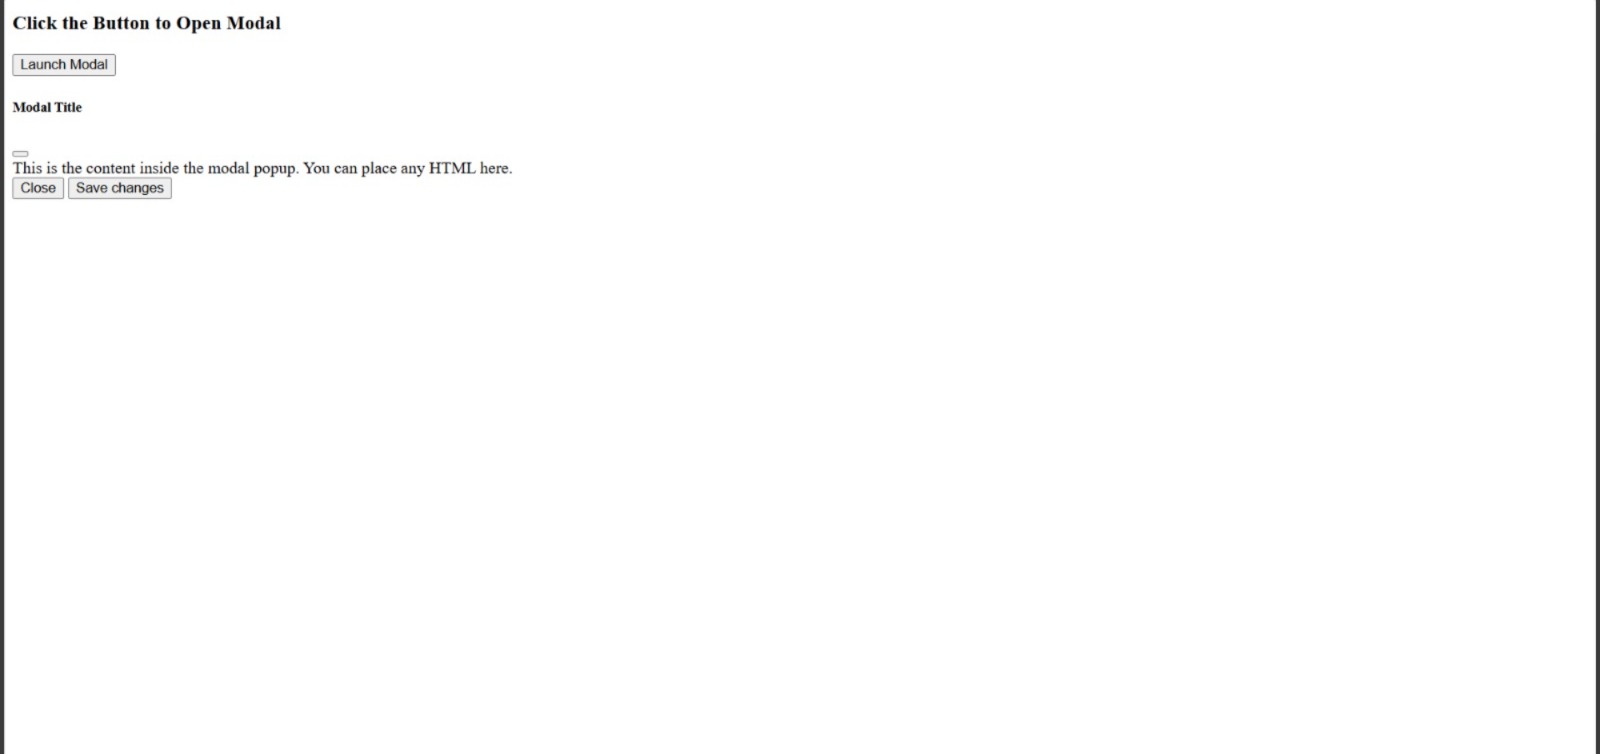 Click the Button to Open Modal
Launch Modal
Modal Title
This is the content inside the modal popup. You can place any HTML here.
Close Save changes